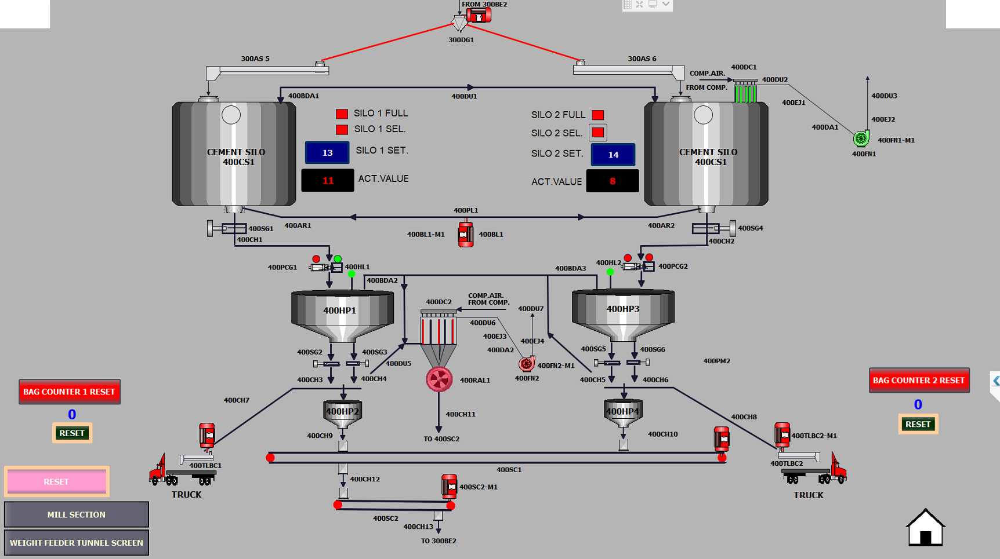 FROM 300BE2
300DG1
300AS 5
300AS 6
400DC1
COMP.AIR.
FROM COMP.
400DU2
400BDA1
400DU1
400EJ1
400DU3
400EJ2
400DA1
400FN1-M1
400FN1
SILO 1 FULL
SILO 1 SEL.
13
SILO 1 SET.
11
ACT.VALUE
SILO 2 FULL
SILO 2 SEL.
SILO 2 SET.
14
ACT.VALUE
8
CEMENT SILO
400CS1
CEMENT SILO
400CS1
400PL1
400AR1
400AR2
400SG1
400CH1
400BL1-M1
400BL1
400SG4
400CH2
400PCG1
400HL1
400BDA2
400BDA3
400HL2
400PCG2
400HP1
400HP3
400DC2
COMP.AIR.
FROM COMP.
400DU7
400DU6
400EJ3
400EJ4
400DA2
400FN2-M1
400FN2
400SG2
400SG3
400DU5
400CH3
400CH4
400RAL1
400SG5
400SG6
400CH5
400CH6
400PM2
BAG COUNTER 1 RESET
0
RESET
BAG COUNTER 2 RESET
0
RESET
400CH7
400HP2
400CH11
400HP4
400CH8
400CH9
TO 400SC2
400CH10
400TLBC2-M1
400TLBC1
400TLBC2
400SC1
TRUCK
TRUCK
400CH12
400SC2-M1
400SC2
400CH13
TO 300BE2
RESET
MILL SECTION
WEIGHT FEEDER TUNNEL SCREEN